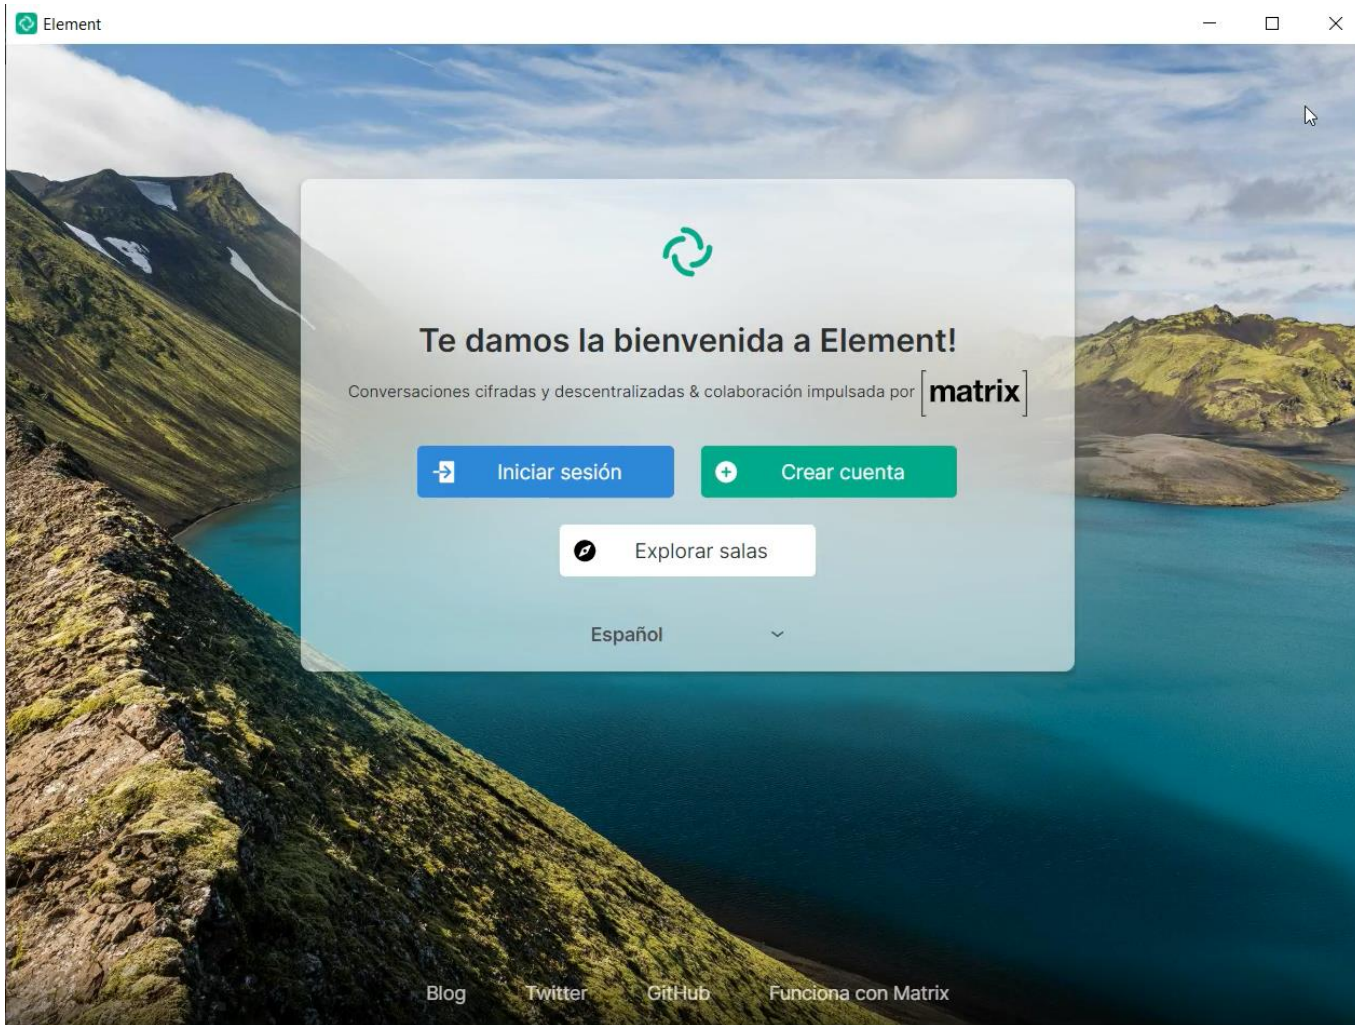 Element
Te damos la bienvenida a Element!
Conversaciones cifradas y descentralizadas & colaboración impulsada por [matrix]
Iniciar sesión
Crear cuenta
Explorar salas
Español
Blog Twitter GitHub Funciona con Matrix